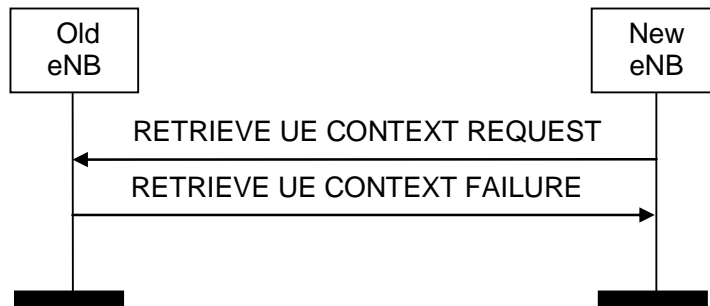 Old
eNB
New
eNB
RETRIEVE UE CONTEXT REQUEST
RETRIEVE UE CONTEXT FAILURE